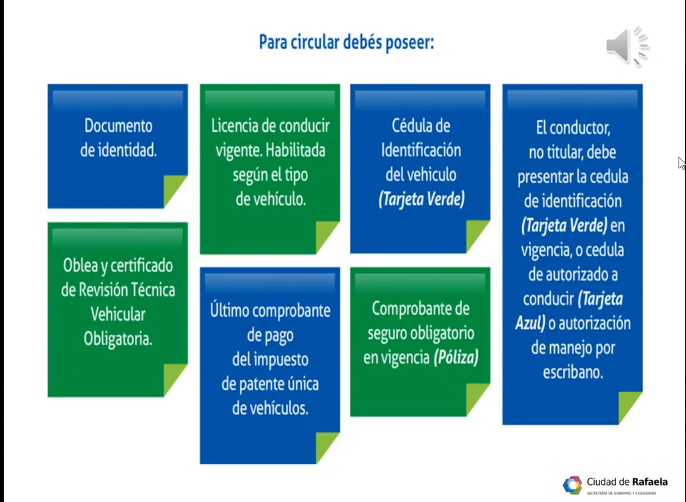 Para circular debés poseer:
Documento
de identidad.
Licencia de conducir
vigente. Habilitada
según el tipo
de vehículo.
Cédula de
Identificación
del vehiculo
(Tarjeta Verde)
El conductor,
no titular, debe
presentar la cedula
de identificación
(Tarjeta Verde) en
vigencia, o cedula
de autorizado a
conducir (Tarjeta
Azul) o autorización
de manejo por
escribano.
Oblea y certificado
de Revisión Técnica
Vehicular
Obligatoria.
Último comprobante
de pago
del impuesto
de patente única
de vehículos.
Comprobante de
seguro obligatorio
en vigencia (Póliza)
Ciudad de Rafaela
SECRETARÍA DE GOBIERNO Y CIUDADANÍA